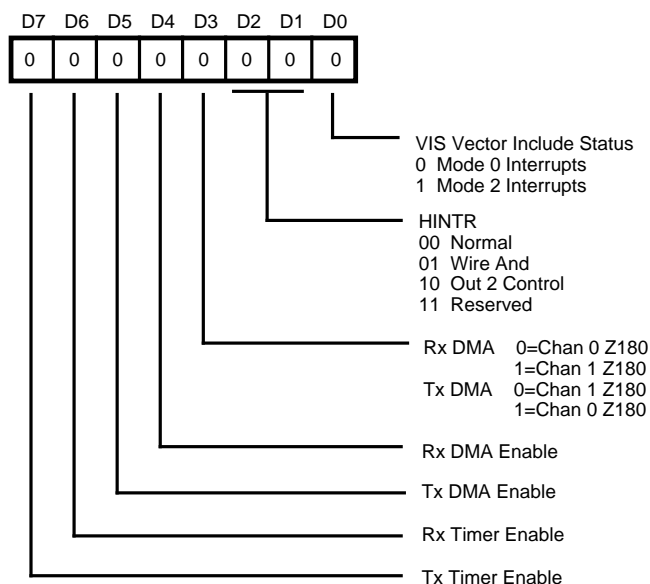 D7 D6 D5 D4 D3 D2 D1 D0
0 0 0 0 0 0 0 0
VIS Vector Include Status
0 Mode 0 Interrupts
1 Mode 2 Interrupts
HINTR
00 Normal
01 Wire And
10 Out 2 Control
11 Reserved
Rx DMA 0=Chan 0 Z180
1=Chan 1 Z180
Tx DMA 0=Chan 1 Z180
1=Chan 0 Z180
Rx DMA Enable
Tx DMA Enable
Rx Timer Enable
Tx Timer Enable